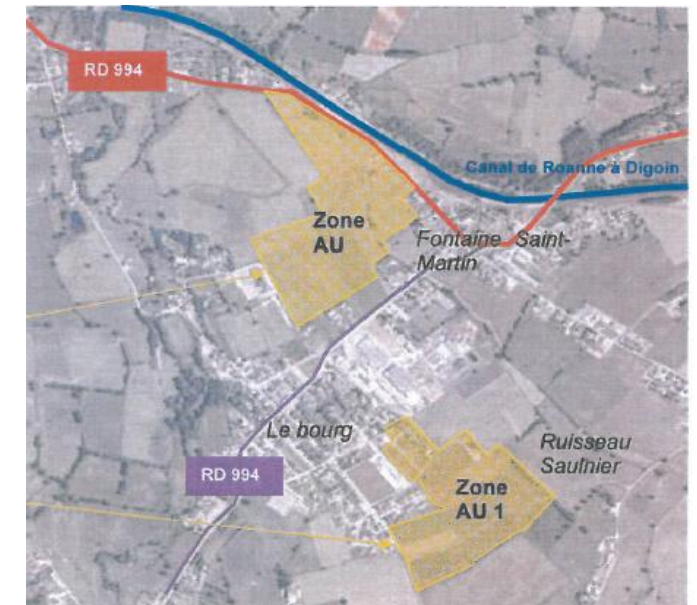 RD 994
Canal de Roanne à Digoin
Zone
AU
Fontaine Saint-
Martin
Le bourg
Ruisseau
Saulnier
RD 994
Zone
AU 1